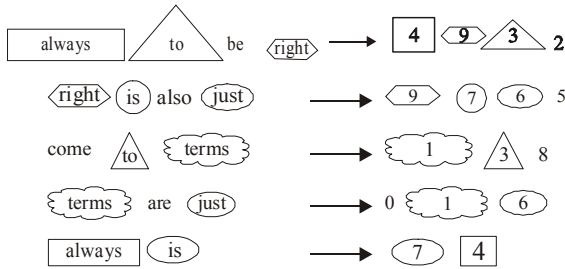 always to be right 4 9 3 2
right is also just 9 7 6 5
come to terms 1 3 8
terms are just 0 1 6
always is 7 4